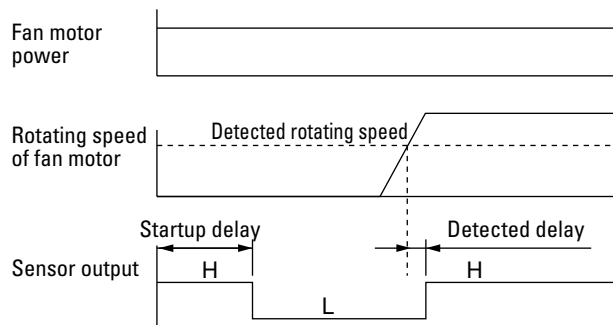 Fan motor
power
Rotating speed
of fan motor
Detected rotating speed
Startup delay
Detected delay
Sensor output
H
L
H